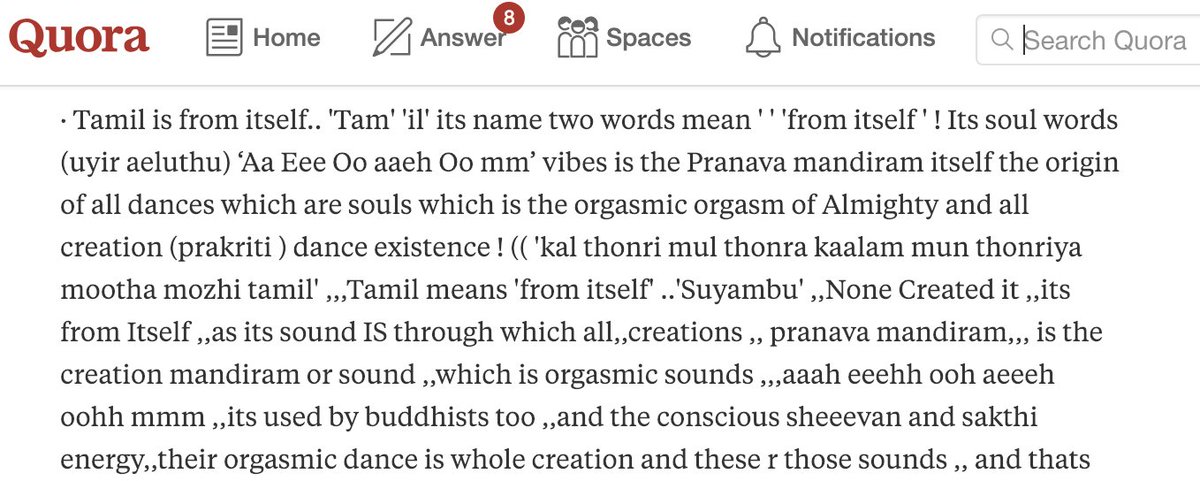 Quora Home Answer 8 Spaces Notifications Search Quora
· Tamil is from itself.. 'Tam' 'il' its name two words mean ' ' 'from itself ' ! Its soul words
(uyir aeluthu) ‘Aa Eee Oo aaeh Oo mm’ vibes is the Pranava mandiram itself the origin
of all dances which are souls which is the orgasmic orgasm of Almighty and all
creation (prakriti ) dance existence ! (( 'kal thonri mul thonra kaalam mun thonriya
mootha mozhi tamil' ,,,Tamil means 'from itself' ..'Suyambu' ,,None Created it ,,its
from Itself ,,as its sound IS through which all,,creations ,, pranava mandiram,,, is the
creation mandiram or sound ,,which is orgasmic sounds ,,,aaah eeehh ooh aeeeh
oohh mmm ,,its used by buddhists too ,,and the conscious sheeevan and sakthi
energy,,their orgasmic dance is whole creation and these r those sounds ,, and thats